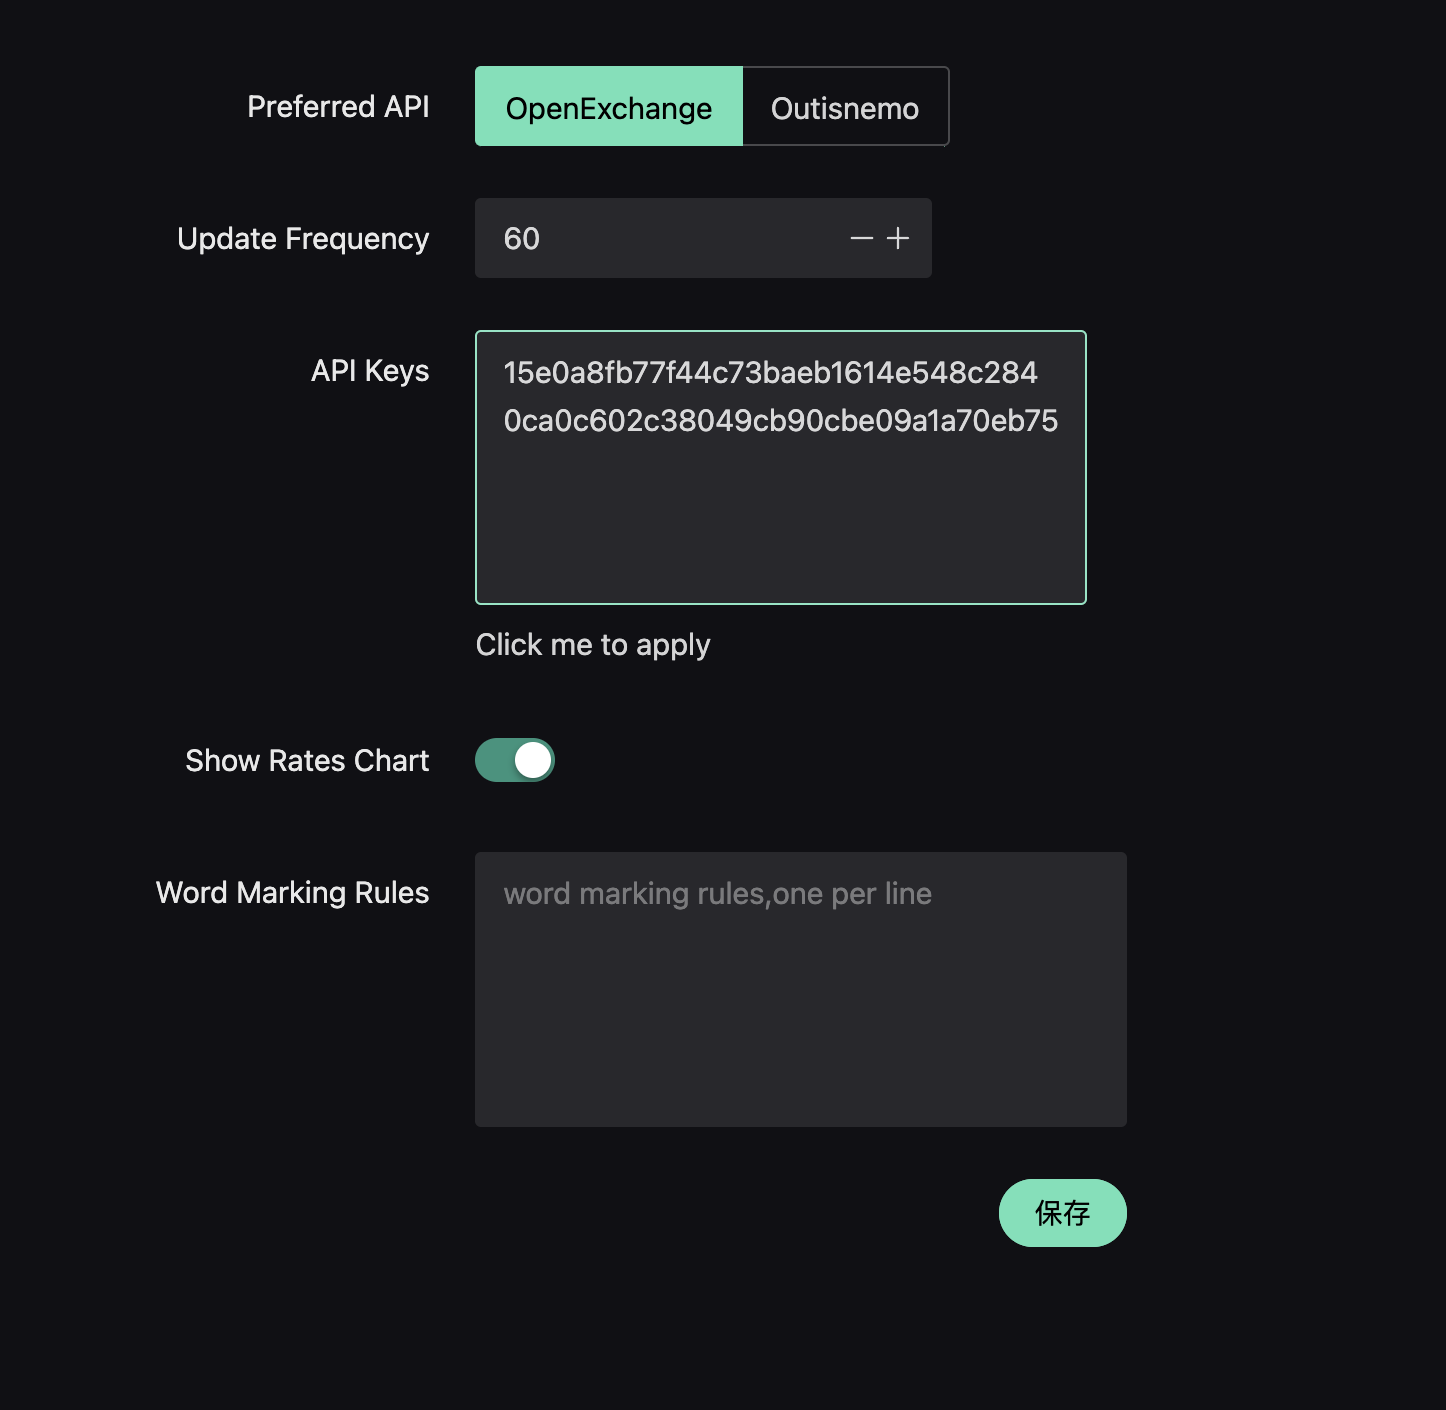 Preferred API
OpenExchange
Outisnemo
Update Frequency
60
API Keys
15e0a8fb77f44c73baeb1614e548c284
0ca0c602c38049cb90cbe09a1a70eb75
Click me to apply
Show Rates Chart
Word Marking Rules
word marking rules,one per line
保存